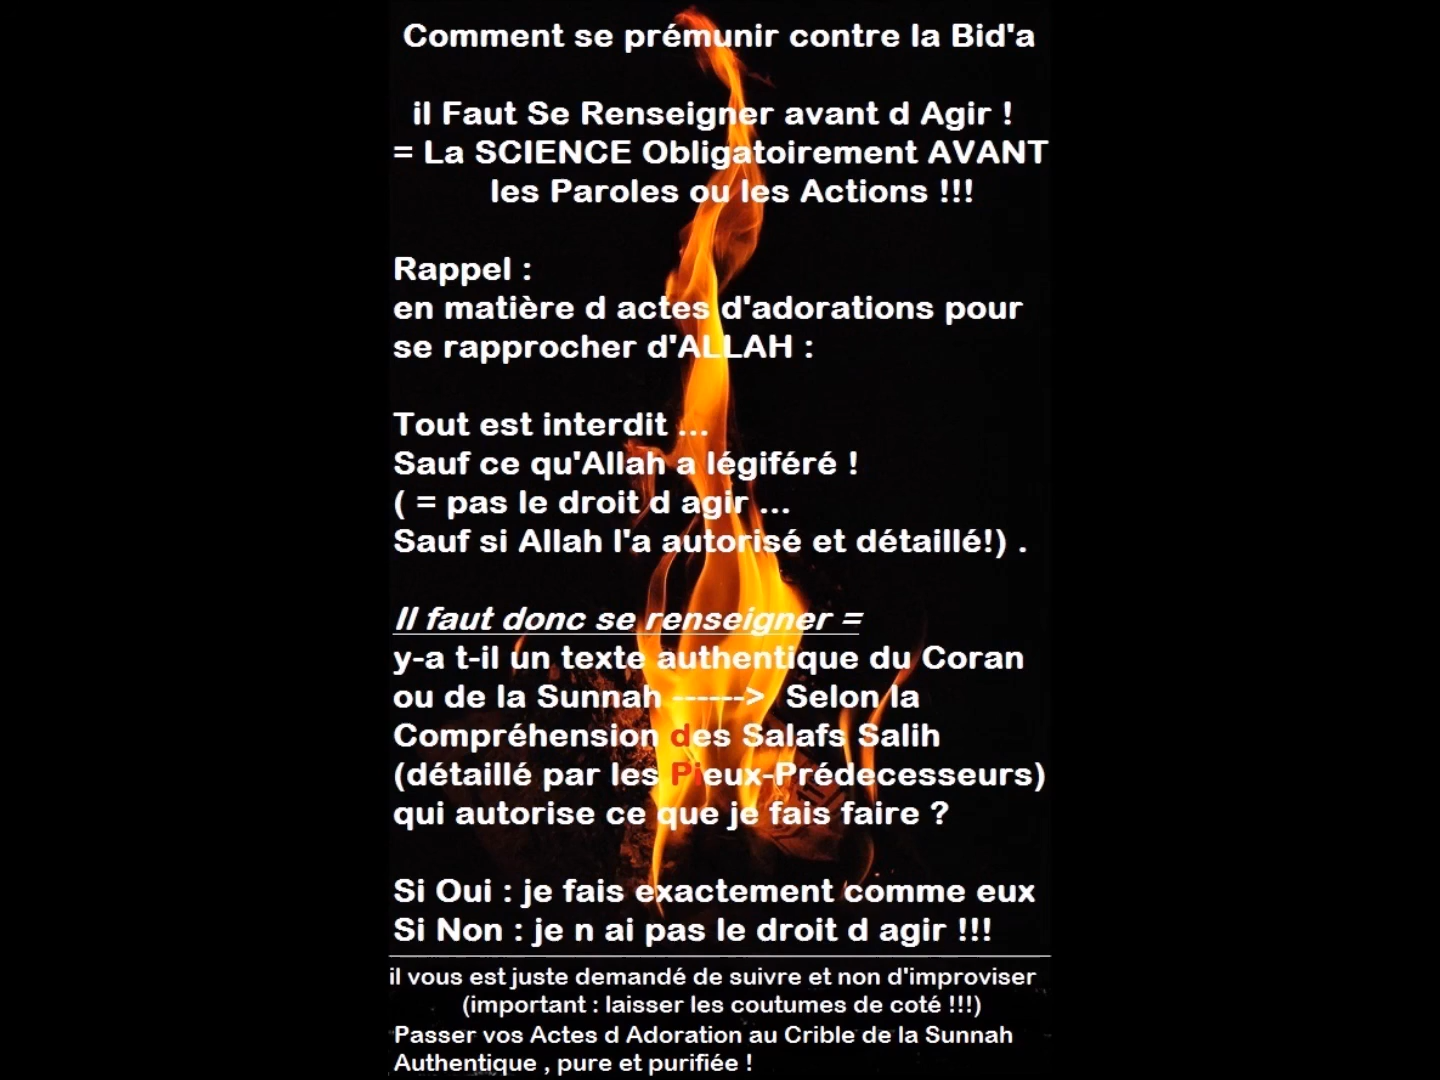 Comment se prémunir contre la Bid'a
il Faut Se Renseigner avant d Agir !
= La SCIENCE Obligatoirement AVANT
les Paroles ou les Actions !!!
Rappel :
en matière d actes d'adorations pour
se rapprocher d'ALLAH :
Tout est interdit ...
Sauf ce qu'Allah a légiféré !
( = pas le droit d agir ...
Sauf si Allah l'a autorisé et détaillé!) .
Il faut donc se renseigner =
y-a t-il un texte authentique du Coran
ou de la Sunnah ------> Selon la
Compréhension des Salafs Salih
(détaillé par les Pieux-Prédecesseurs)
qui autorise ce que je fais faire ?
Si Oui : je fais exactement comme eux
Si Non : je n ai pas le droit d agir !!!
il vous est juste demandé de suivre et non d'improviser
(important : laisser les coutumes de coté !!!)
Passer vos Actes d Adoration au Crible de la Sunnah
Authentique , pure et purifiée !